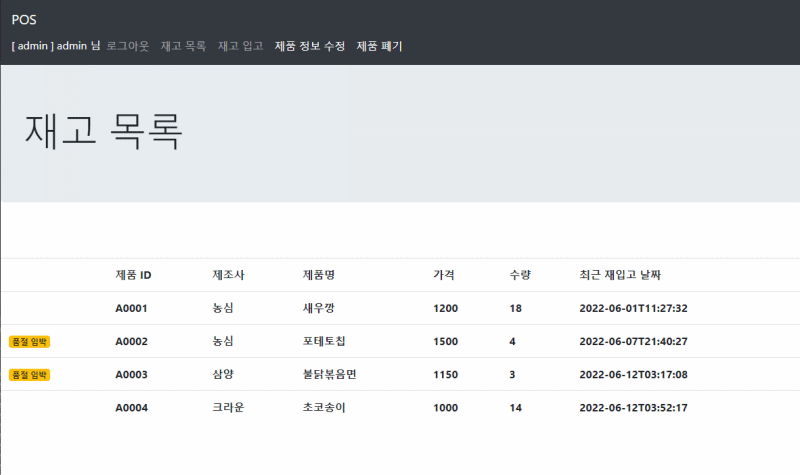 POS
[ admin ] admin 님 로그아웃 재고 목록 재고 입고 제품 정보 수정 제품 폐기
재고 목록
제품 ID 제조사 제품명 가격 수량 최근 재입고 날짜
A0001 농심 새우깡 1200 18 2022-06-01T11:27:32
품절 임박 A0002 농심 포테토칩 1500 4 2022-06-07T21:40:27
품절 임박 A0003 삼양 불닭볶음면 1150 3 2022-06-12T03:17:08
A0004 크라운 초코송이 1000 14 2022-06-12T03:52:17